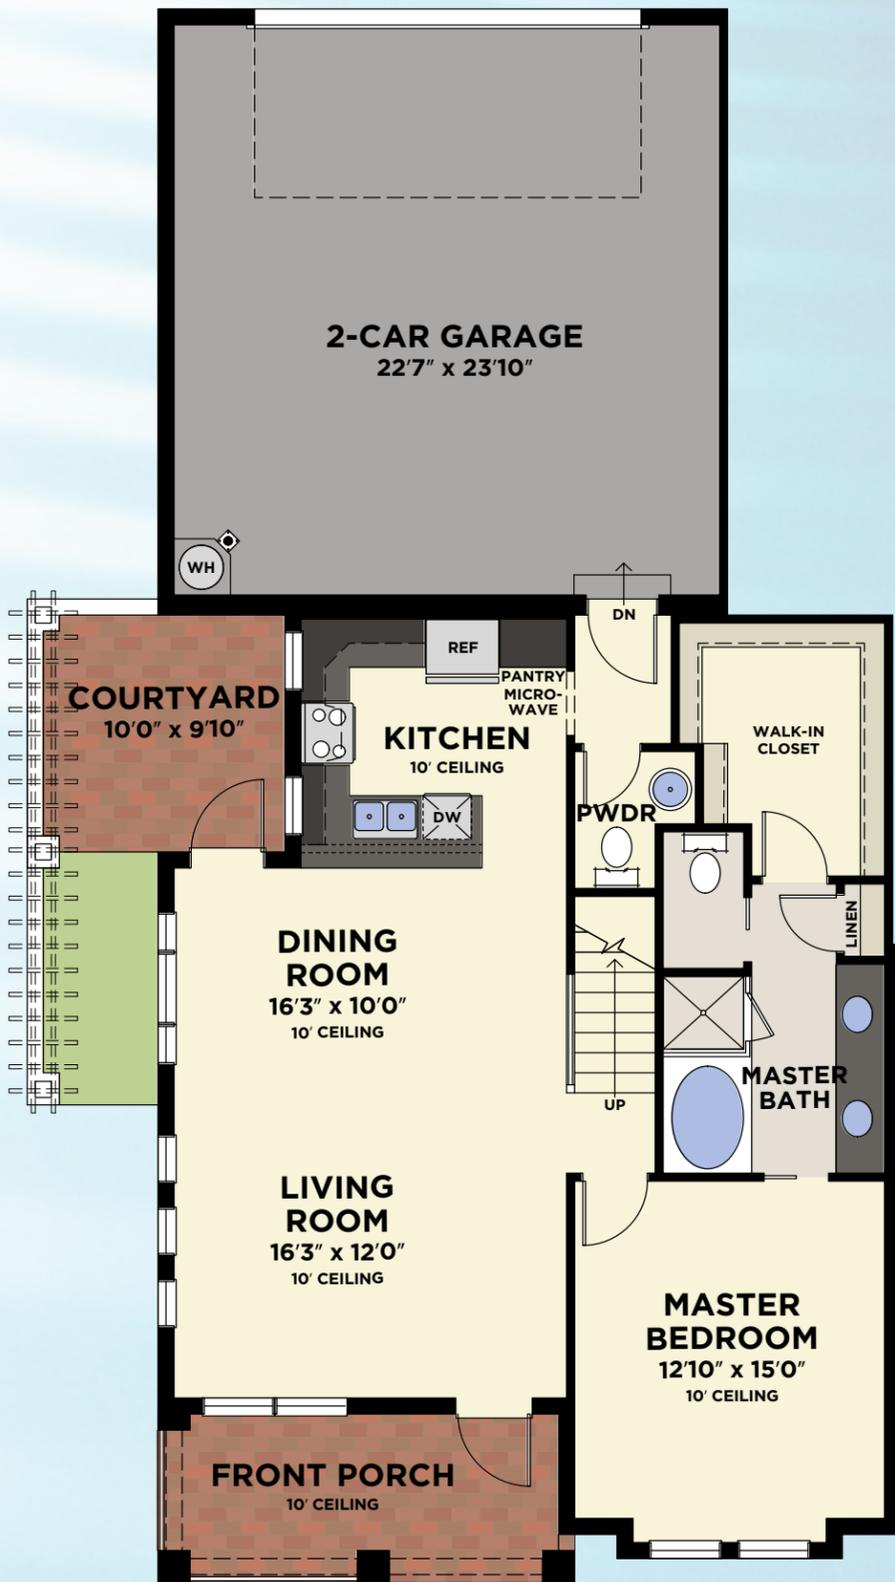 2-CAR GARAGE
22'7" x 23'10"
WH
DN
REF
PANTRY
MICRO-
WAVE
COURTYARD
10'0" x 9'10"
KITCHEN
10' CEILING
WALK-IN
CLOSET
DW
PWDR
LINEN
DINING
ROOM
16'3" x 10'0"
10' CEILING
MASTER
BATH
UP
LIVING
ROOM
16'3" x 12'0"
10' CEILING
MASTER
BEDROOM
12'10" x 15'0"
10' CEILING
FRONT PORCH
10' CEILING